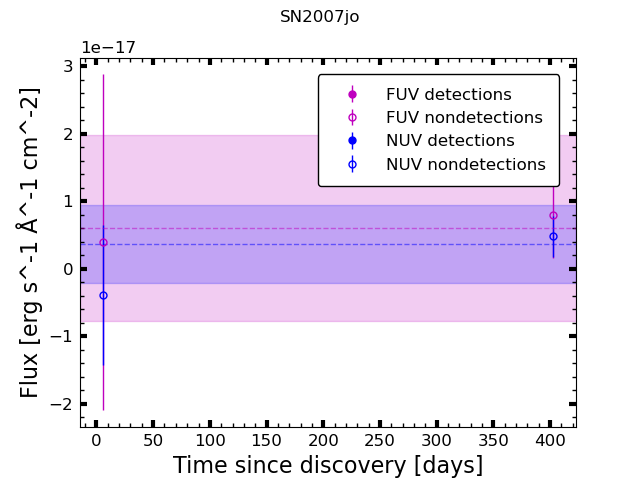 SN2007jo
1e−17
3
2
1
0
−1
−2
Flux [erg s^-1 Å^-1 cm^-2]
FUV detections
FUV nondetections
NUV detections
NUV nondetections
0 50 100 150 200 250 300 350 400
Time since discovery [days]